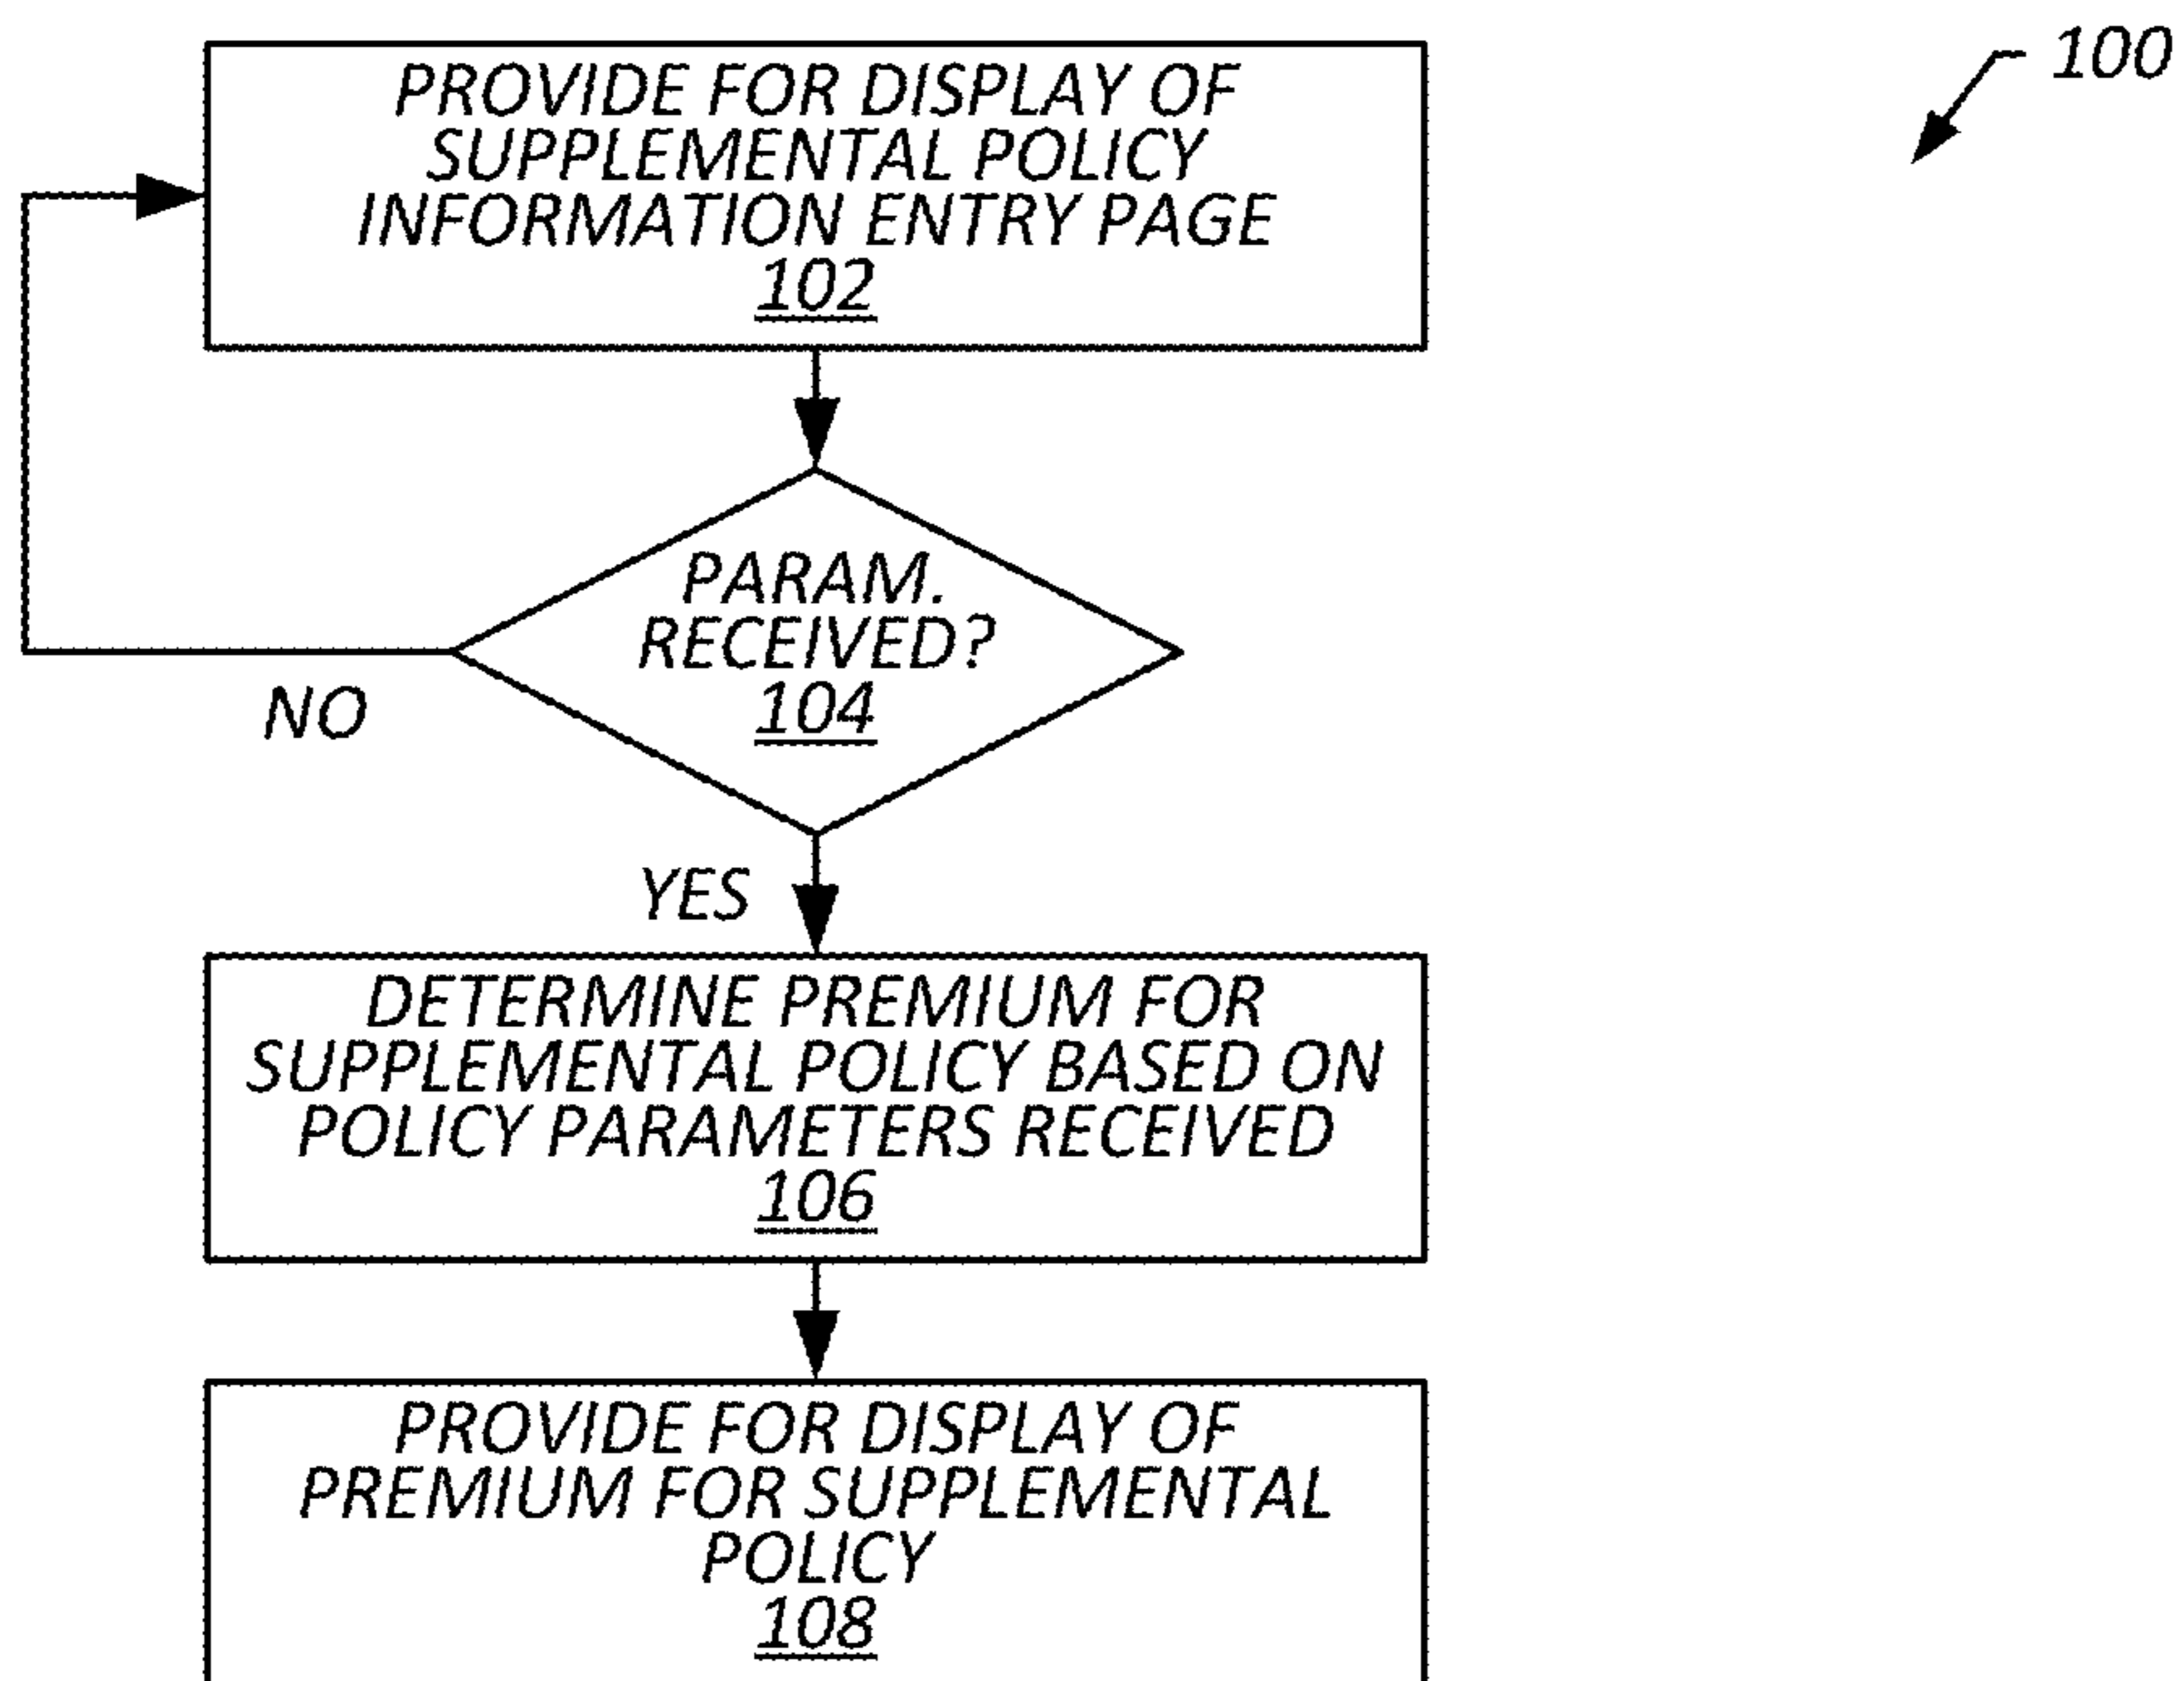 100
PROVIDE FOR DISPLAY OF
SUPPLEMENTAL POLICY
INFORMATION ENTRY PAGE
102
PARAM.
RECEIVED?
104
NO
YES
DETERMINE PREMIUM FOR
SUPPLEMENTAL POLICY BASED ON
POLICY PARAMETERS RECEIVED
106
PROVIDE FOR DISPLAY OF
PREMIUM FOR SUPPLEMENTAL
POLICY
108